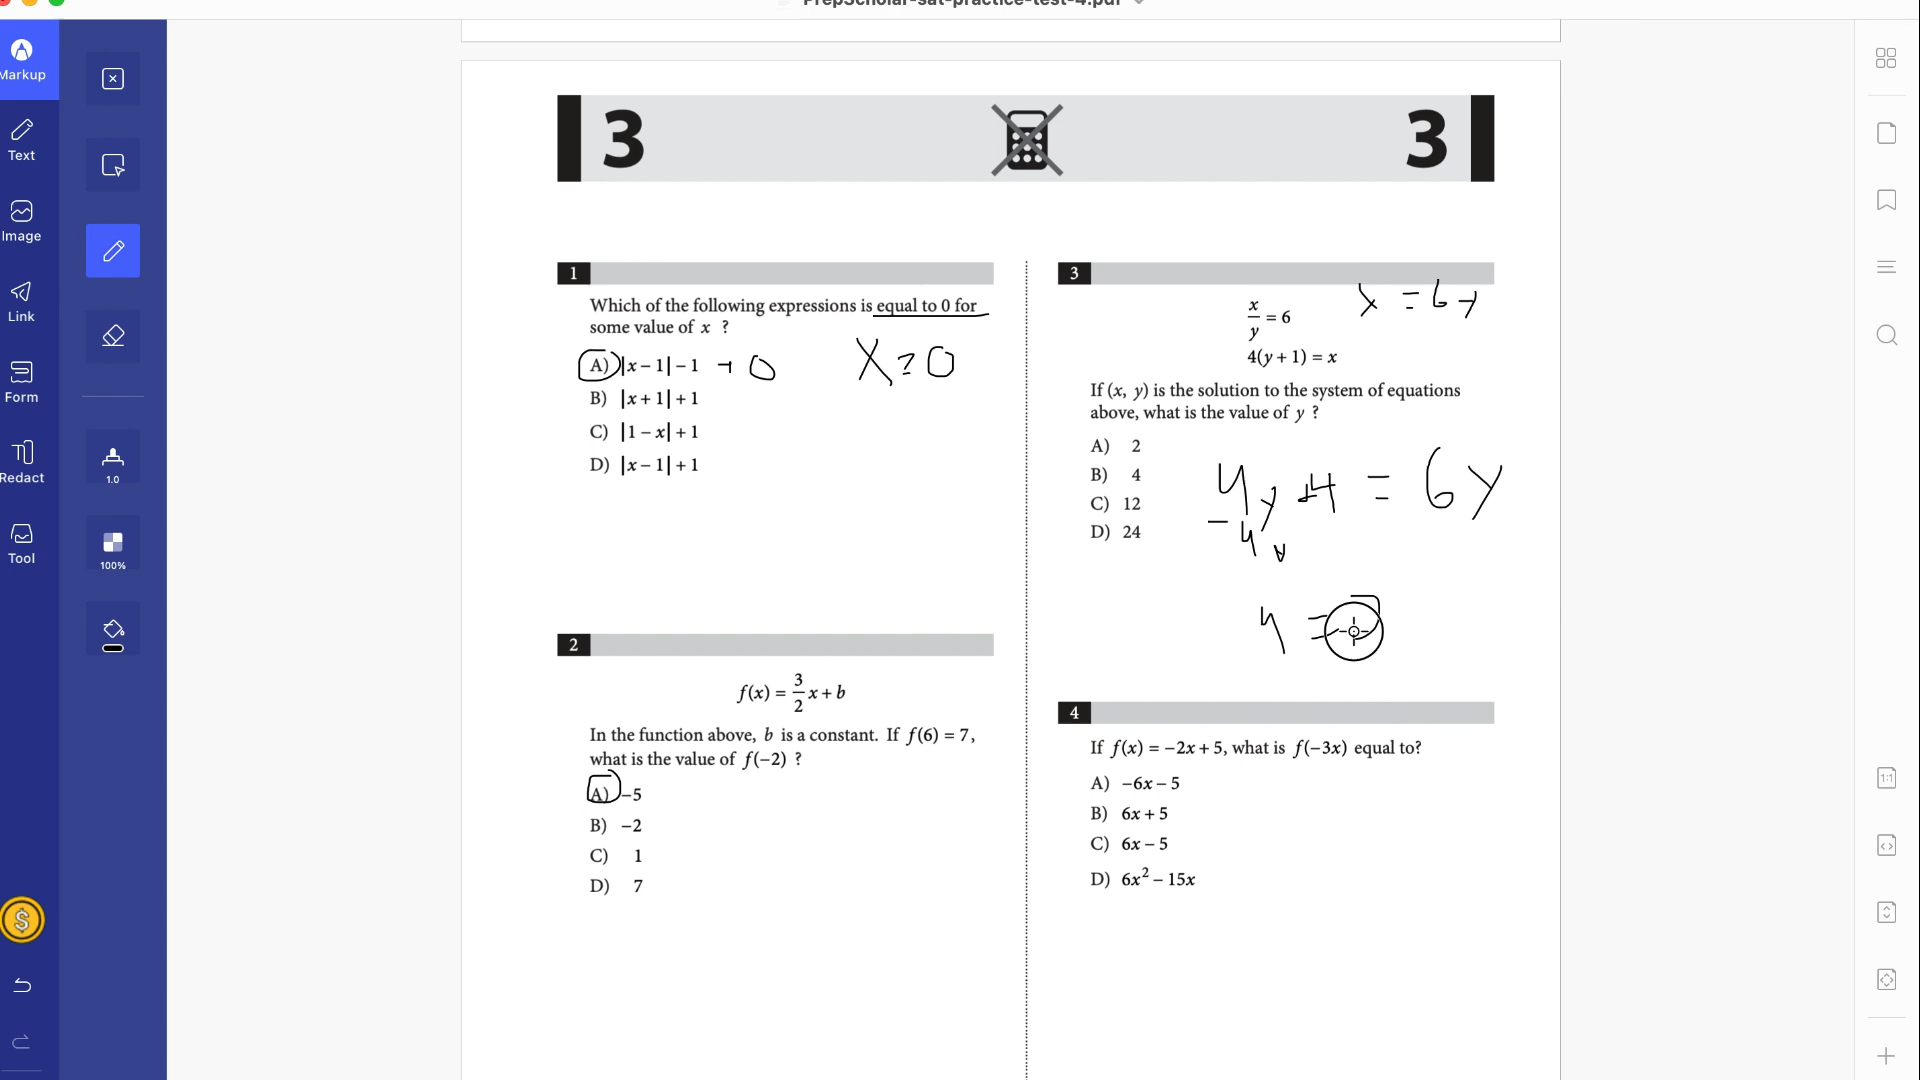 PrepScholar-sat-practice-test-4.pdf
Markup
Text
Image
Link
Form
Redact
Tool
1.0
100%
$
3
3
1
Which of the following expressions is equal to 0 for
some value of x ?
A) |x – 1| – 1 → 0
X = 0
B) |x + 1| + 1
C) |1 – x| + 1
D) |x – 1| + 1
2
f(x) = 3/2 x + b
In the function above, b is a constant. If f(6) = 7,
what is the value of f(–2) ?
A) –5
B) –2
C) 1
D) 7
3
x/y = 6
x = 6y
4(y + 1) = x
If (x, y) is the solution to the system of equations
above, what is the value of y ?
A) 2
B) 4
C) 12
D) 24
4y + 4 = 6y
– 4y
4 =
4
If f(x) = –2x + 5, what is f(–3x) equal to?
A) –6x – 5
B) 6x + 5
C) 6x – 5
D) 6x² – 15x
1:1